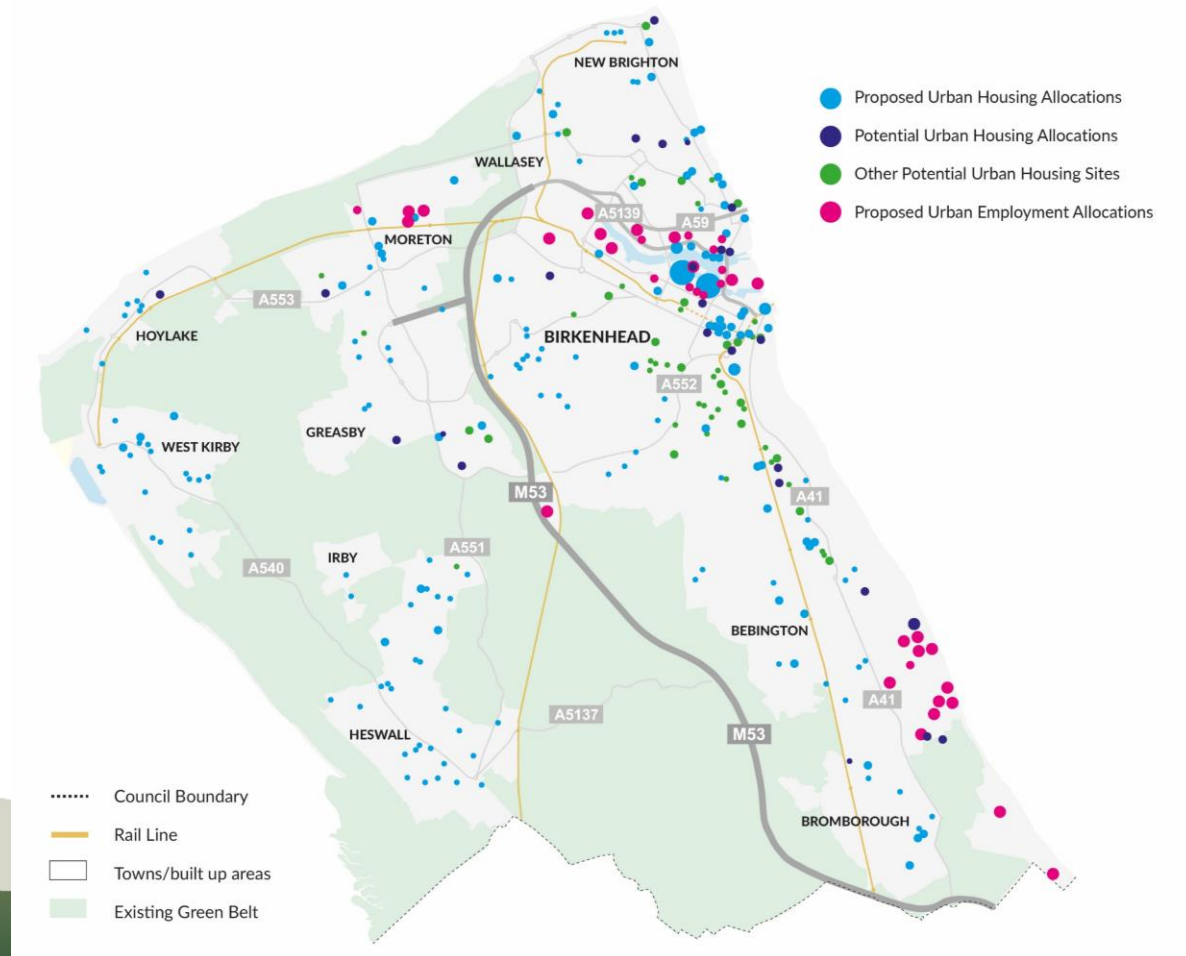 NEW BRIGHTON
Proposed Urban Housing Allocations
Potential Urban Housing Allocations
WALLASEY
Other Potential Urban Housing Sites
A5139
A59
Proposed Urban Employment Allocations
MORETON
A553
HOYLAKE
BIRKENHEAD
A552
GREASBY
WEST KIRBY
M53
A41
A551
IRBY
A540
BEBINGTON
A41
A5137
HESWALL
M53
Council Boundary
BROMBOROUGH
Rail Line
Towns/built up areas
Existing Green Belt